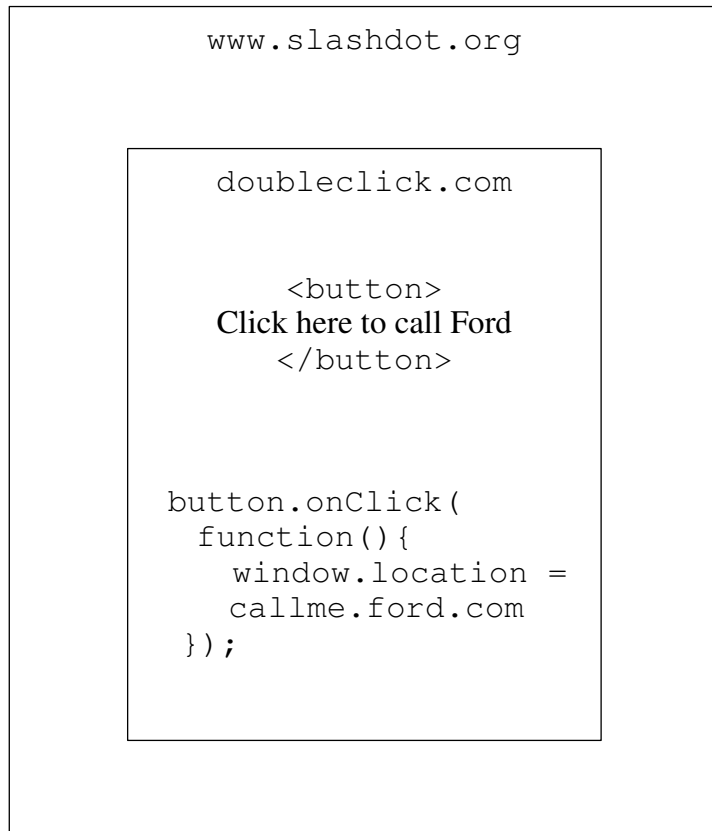 www.slashdot.org
doubleclick.com
<button>
Click here to call Ford
</button>
button.onClick(
function(){
window.location =
callme.ford.com
});